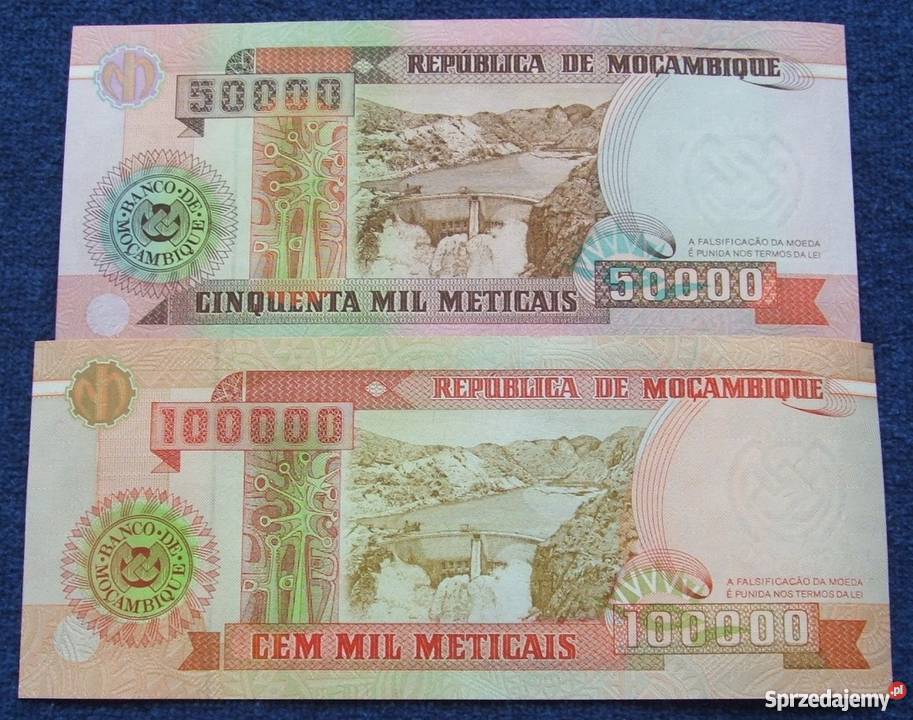 REPÚBLICA DE MOÇAMBIQUE
50000
BANCO·DE·MOÇAMBIQUE
A FALSIFICAÇÃO DA MOEDA
É PUNIDA NOS TERMOS DA LEI
CINQUENTA MIL METICAIS
50000
REPÚBLICA DE MOÇAMBIQUE
100000
BANCO·DE·MOÇAMBIQUE
A FALSIFICAÇÃO DA MOEDA
É PUNIDA NOS TERMOS DA LEI
CEM MIL METICAIS
100000
Sprzedajemy.pl